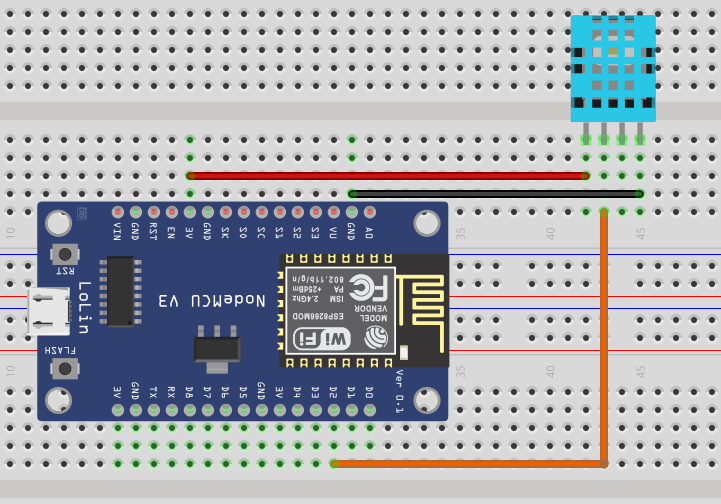 10
35
40
45
VIN
GND
RST
EN
3V
GND
SK
SO
SC
S1
S2
S3
VU
GND
A0
RST
Lolin
NodeMCU V3
FLASH
Wi Fi
MODEL ESP8266MOD
VENDOR
FC
ISM 2.4GHz
PA +25dBm
802.11b/g/n
Ver 0.1
3V
GND
TX
RX
D8
D7
D6
D5
GND
3V
D4
D3
D2
D1
D0
10
35
40
45